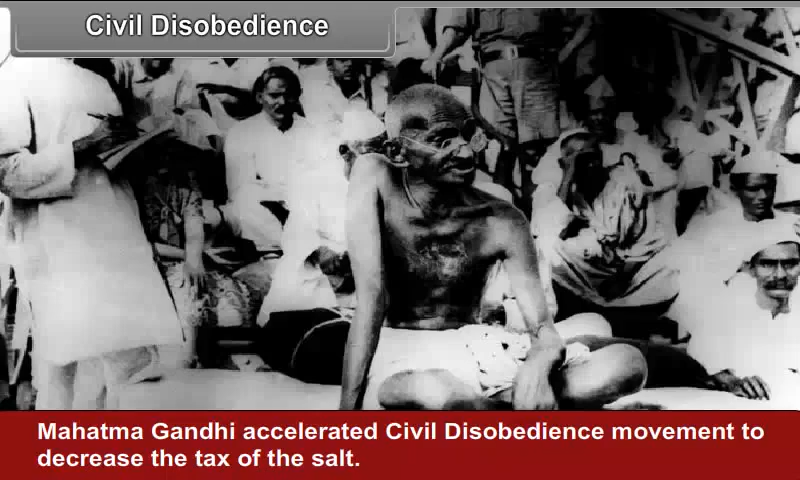 Civil Disobedience
Mahatma Gandhi accelerated Civil Disobedience movement to
decrease the tax of the salt.